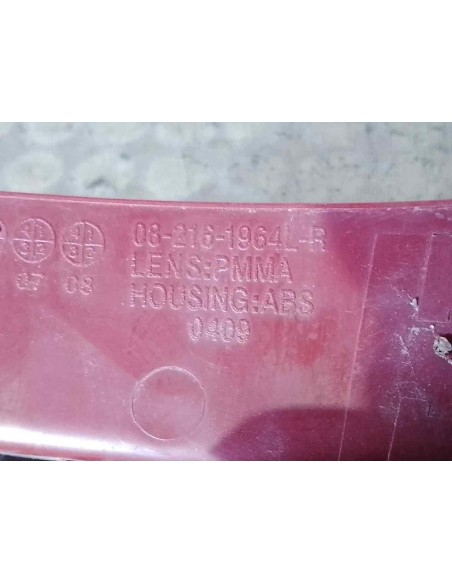 08-216-1964L-R
LENS:PMMA
HOUSING:ABS
07 08
0409